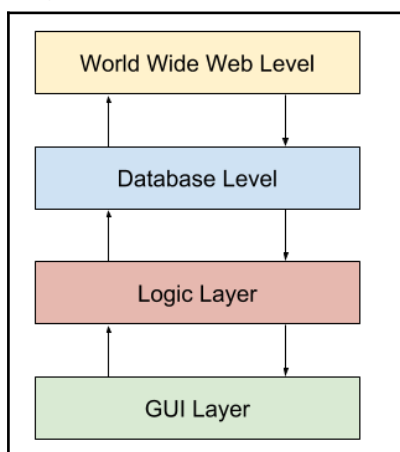 World Wide Web Level
Database Level
Logic Layer
GUI Layer